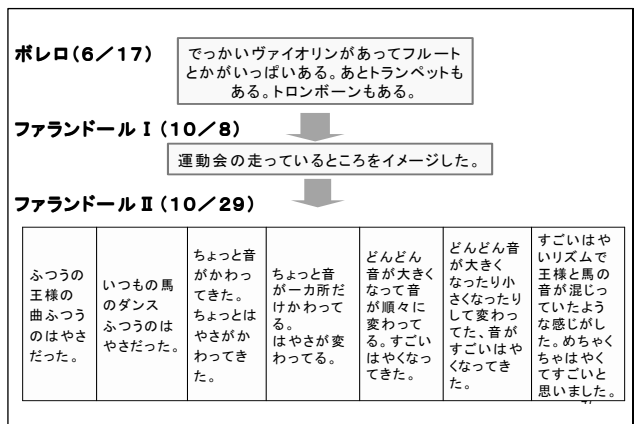 ボレロ(6/17)
でっかいヴァイオリンがあってフルート
とかがいっぱいある。あとトランペットも
ある。トロンボーンもある。
ファランドールⅠ(10/8)
運動会の走っているところをイメージした。
ファランドールⅡ(10/29)
ふつうの
王様の
曲ふつう
のはやさ
だった。
いつもの馬
のダンス
ふつうのは
やさだった。
ちょっと音
がかわっ
てきた。
ちょっとは
やさがか
わってき
た。
ちょっと音
が一カ所だ
けかわって
る。
はやさが変
わってる。
どんどん
音が大きく
なって音
が順々に
変わって
る。すごい
はやくなっ
てきた。
どんどん音
が大きく
なったり小
さくなったり
して変わっ
てた、音が
すごいはや
くなってき
た。
すごいはや
いリズムで
王様と馬の
音が混じっ
ていたよう
な感じがし
た。めちゃく
ちゃはやく
てすごいと
思いました。